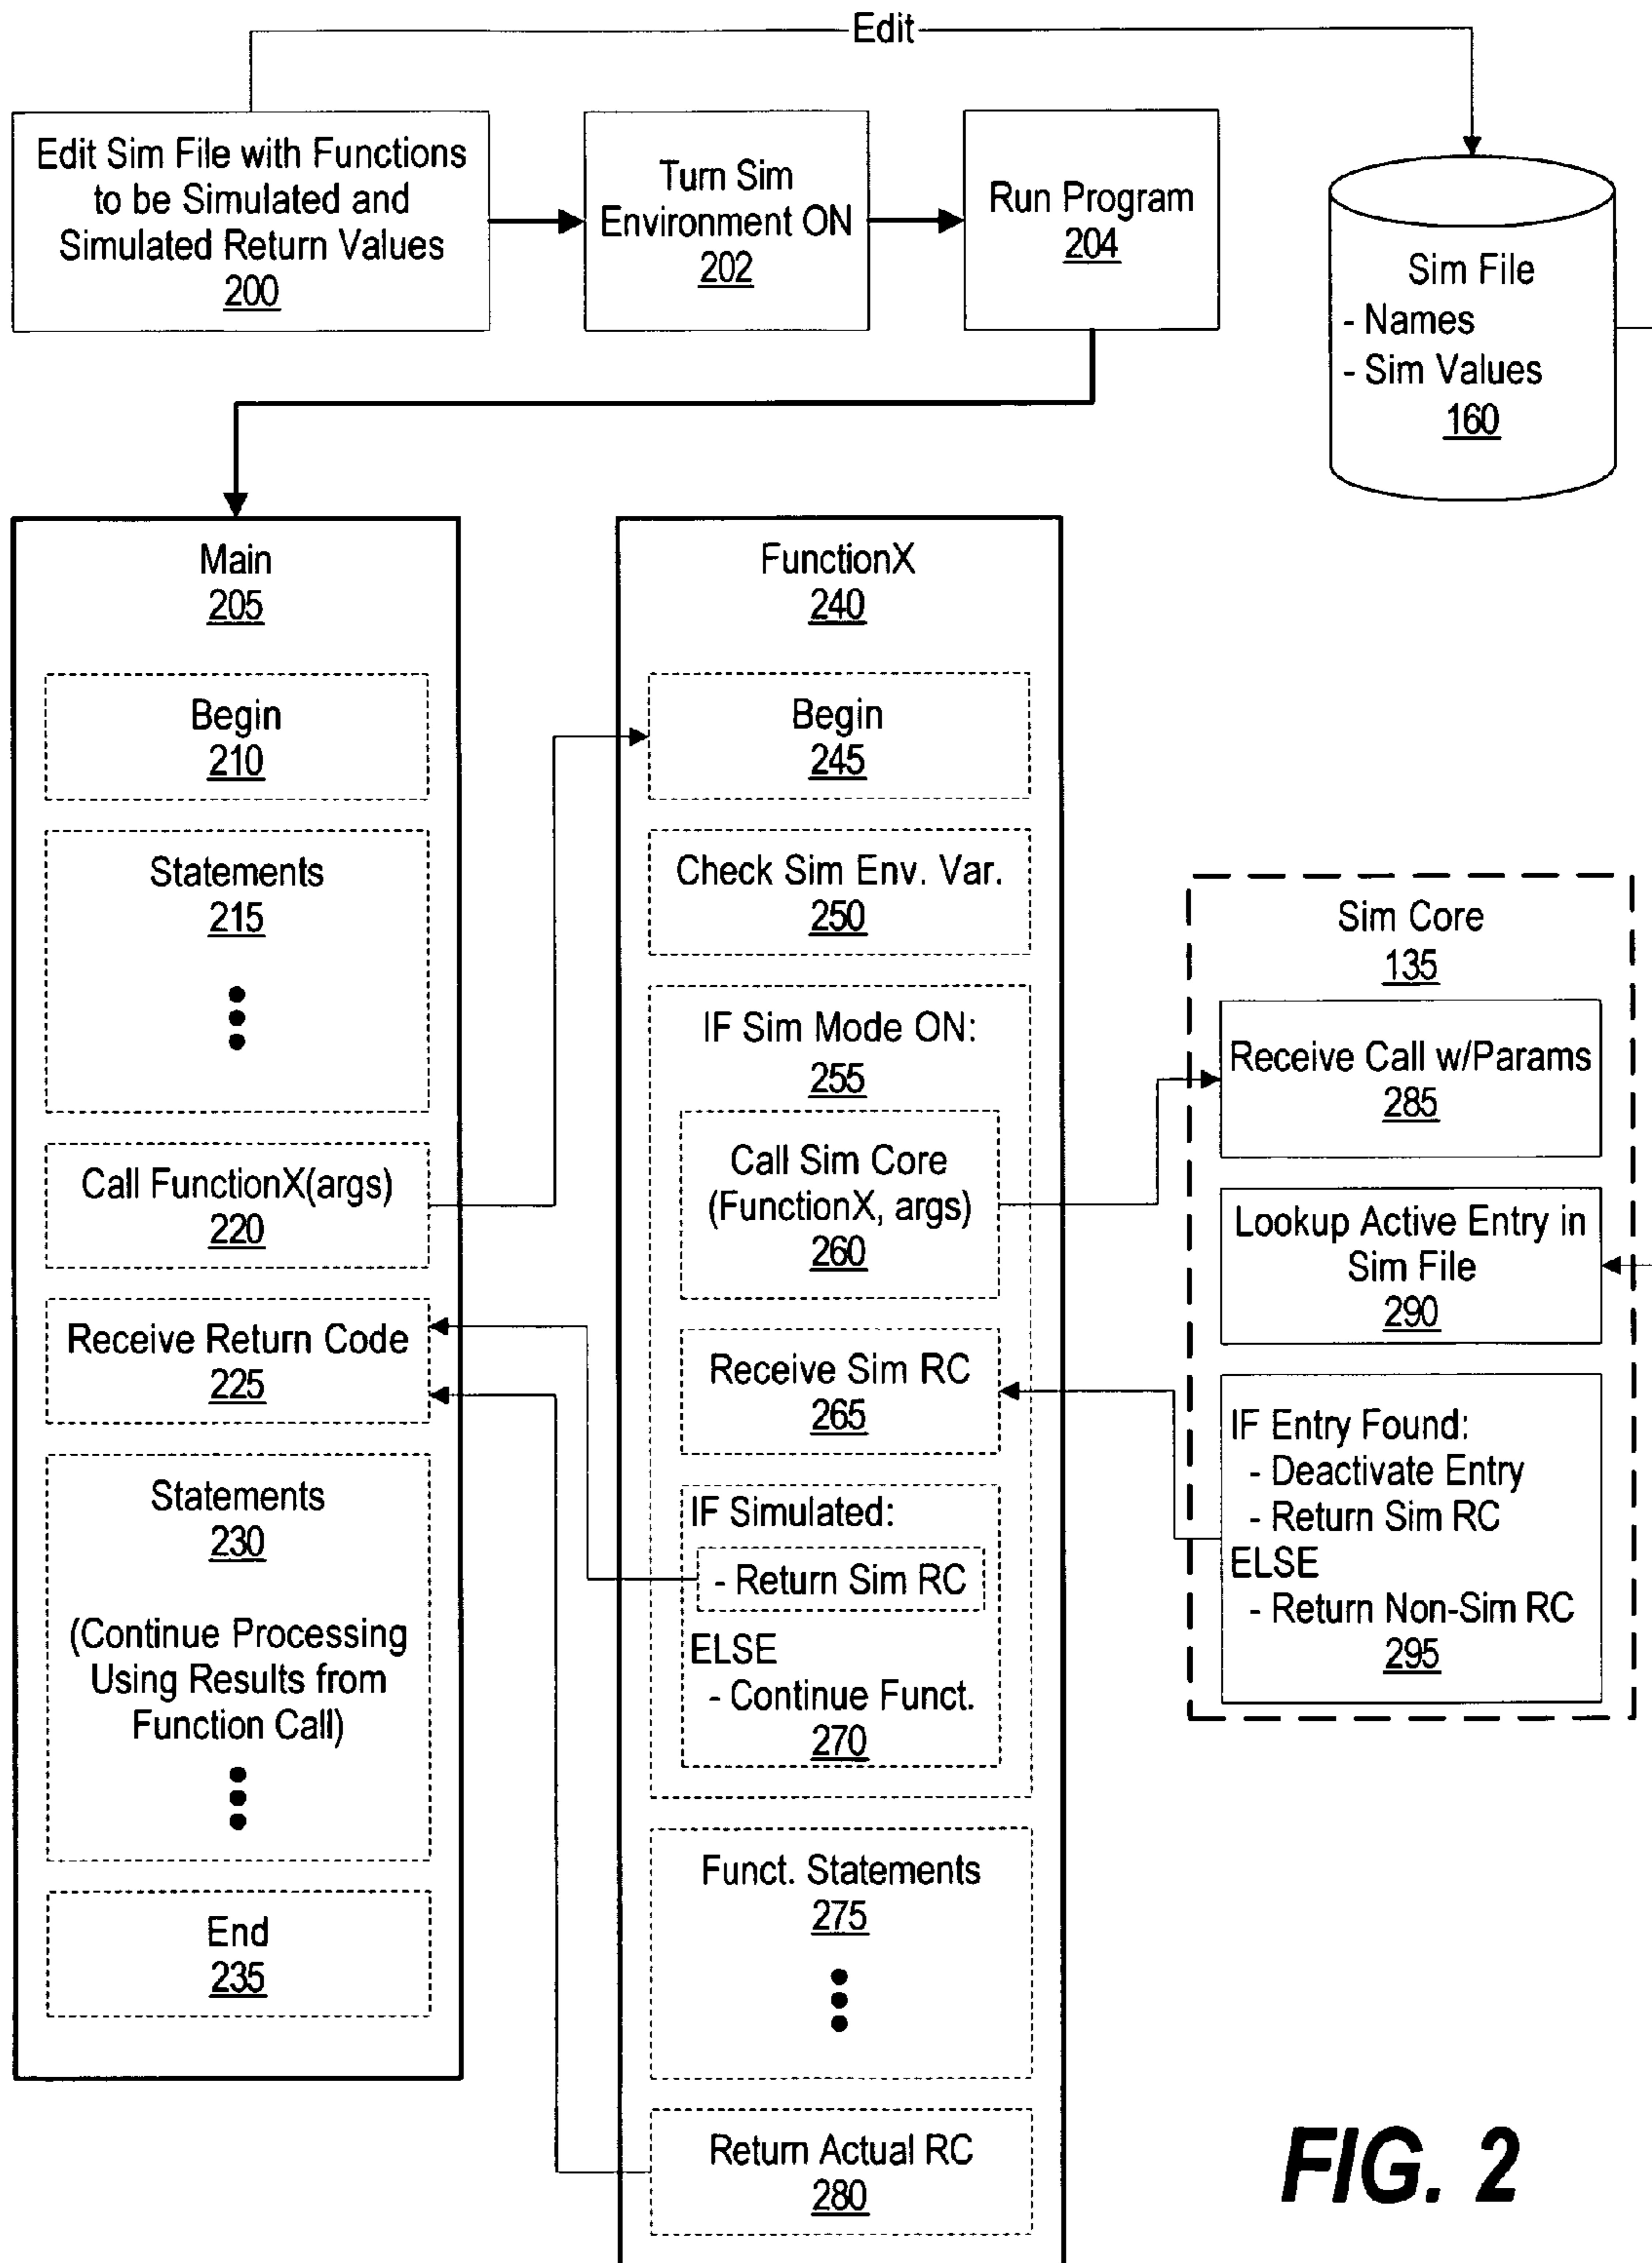 Edit
Edit Sim File with Functions
to be Simulated and
Simulated Return Values
200
Turn Sim
Environment ON
202
Run Program
204
Sim File
- Names
- Sim Values
160
Main
205
Begin
210
Statements
215
Call FunctionX(args)
220
Receive Return Code
225
Statements
230
(Continue Processing
Using Results from
Function Call)
End
235
FunctionX
240
Begin
245
Check Sim Env. Var.
250
IF Sim Mode ON:
255
Call Sim Core
(FunctionX, args)
260
Receive Sim RC
265
IF Simulated:
- Return Sim RC
ELSE
- Continue Funct.
270
Funct. Statements
275
Return Actual RC
280
Sim Core
135
Receive Call w/Params
285
Lookup Active Entry in
Sim File
290
IF Entry Found:
- Deactivate Entry
- Return Sim RC
ELSE
- Return Non-Sim RC
295
FIG. 2